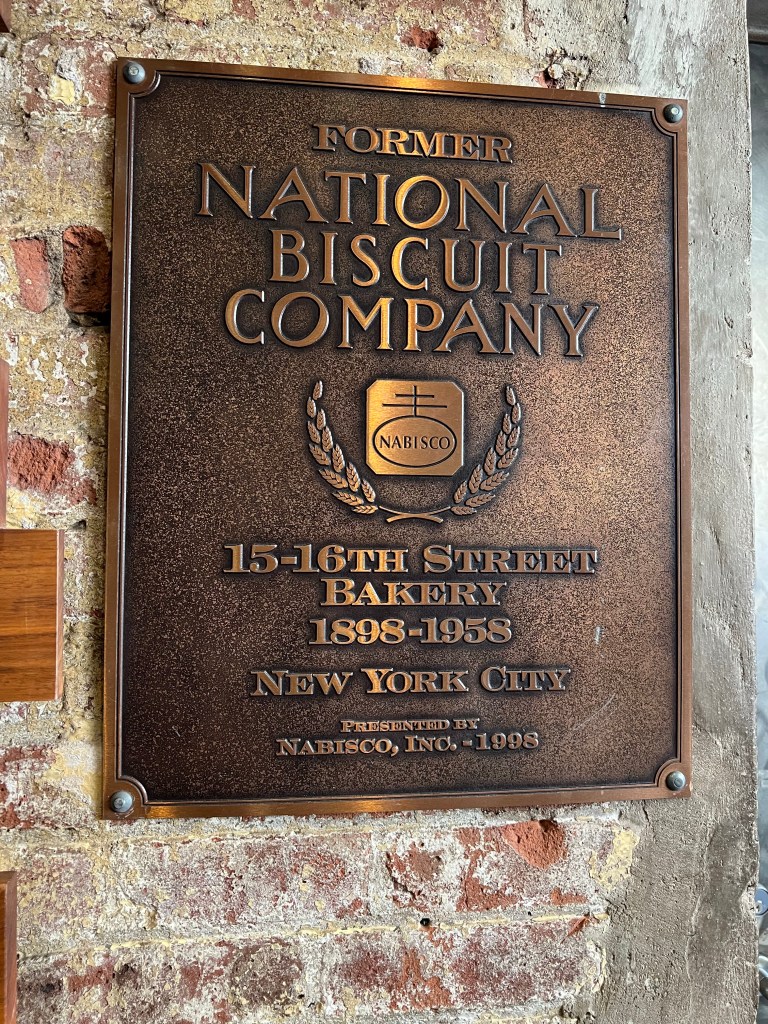 FORMER
NATIONAL
BISCUIT
COMPANY
NABISCO
15-16TH STREET
BAKERY
1898-1958
NEW YORK CITY
PRESENTED BY
NABISCO, INC. - 1998